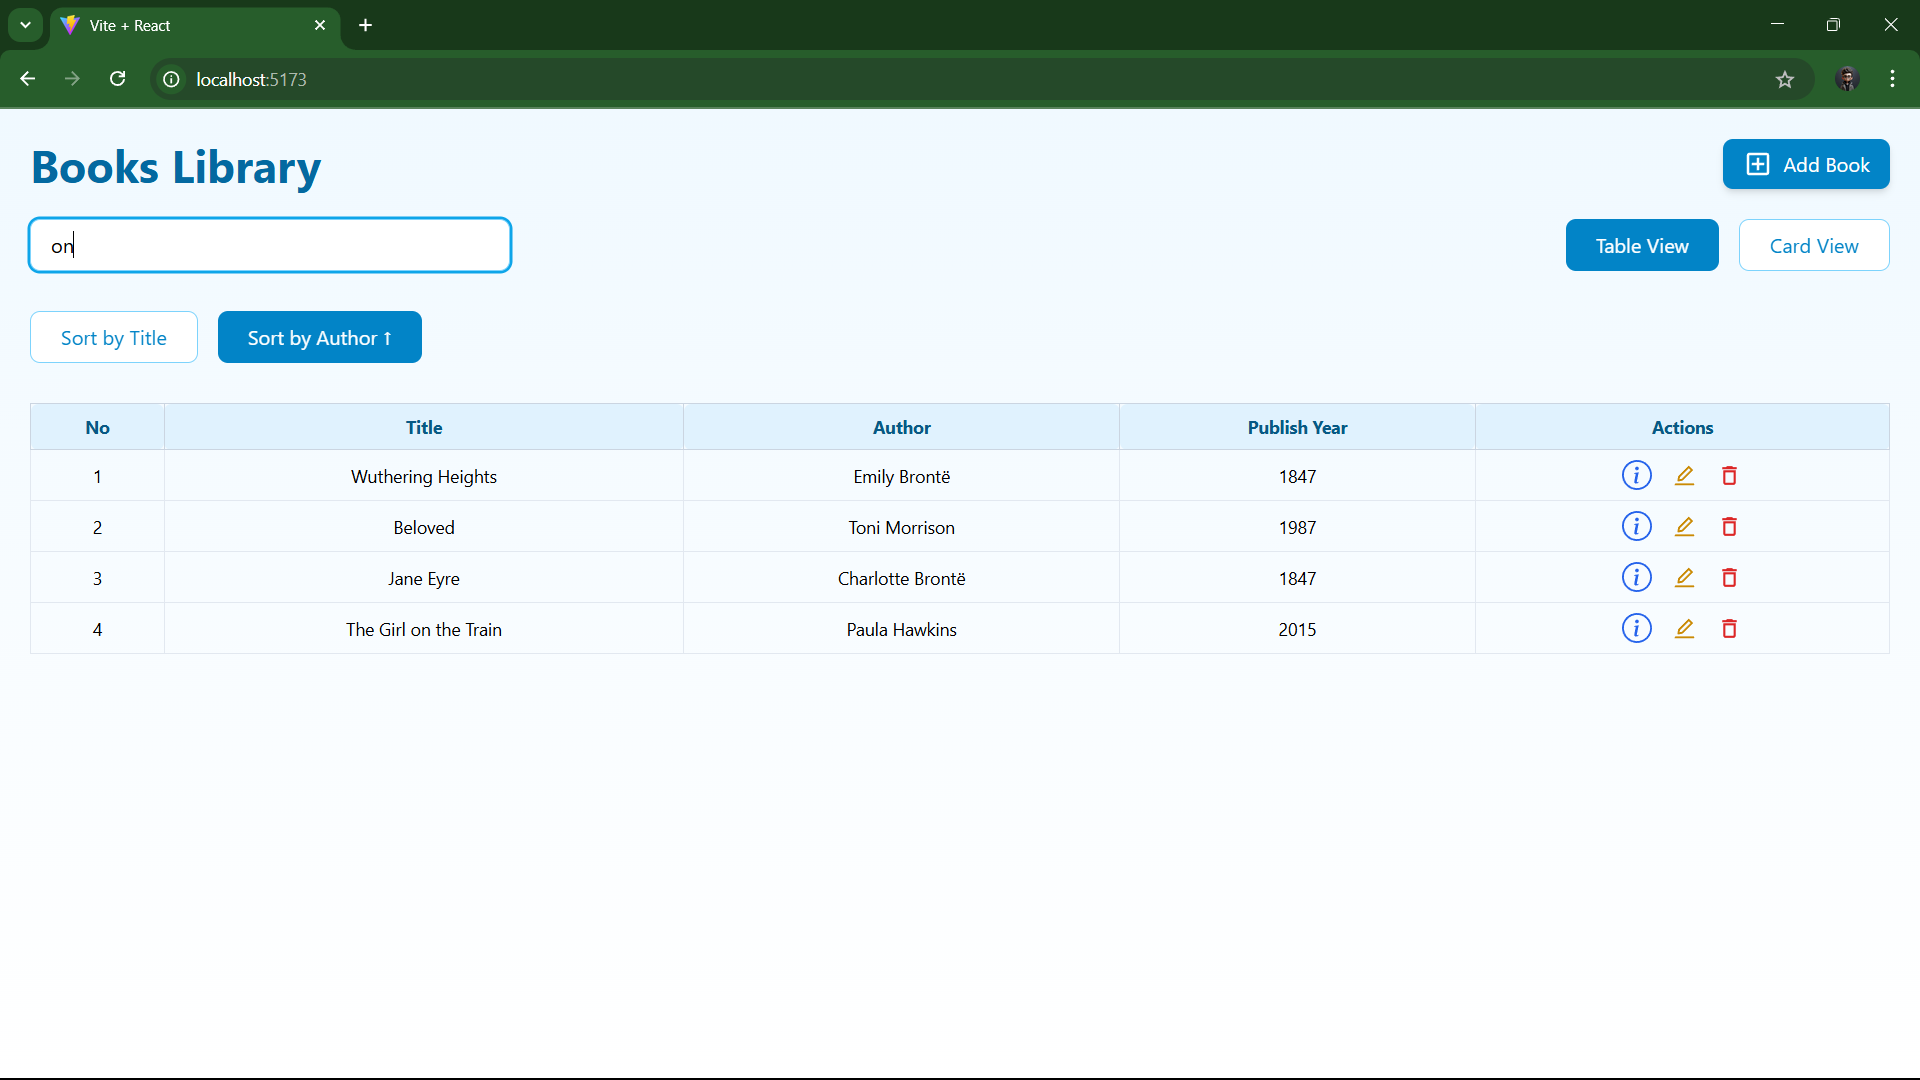 Vite + React
localhost:5173
Books Library
Add Book
on
Table View
Card View
Sort by Title
Sort by Author ↑
No Title Author Publish Year Actions
1 Wuthering Heights Emily Brontë 1847
2 Beloved Toni Morrison 1987
3 Jane Eyre Charlotte Brontë 1847
4 The Girl on the Train Paula Hawkins 2015